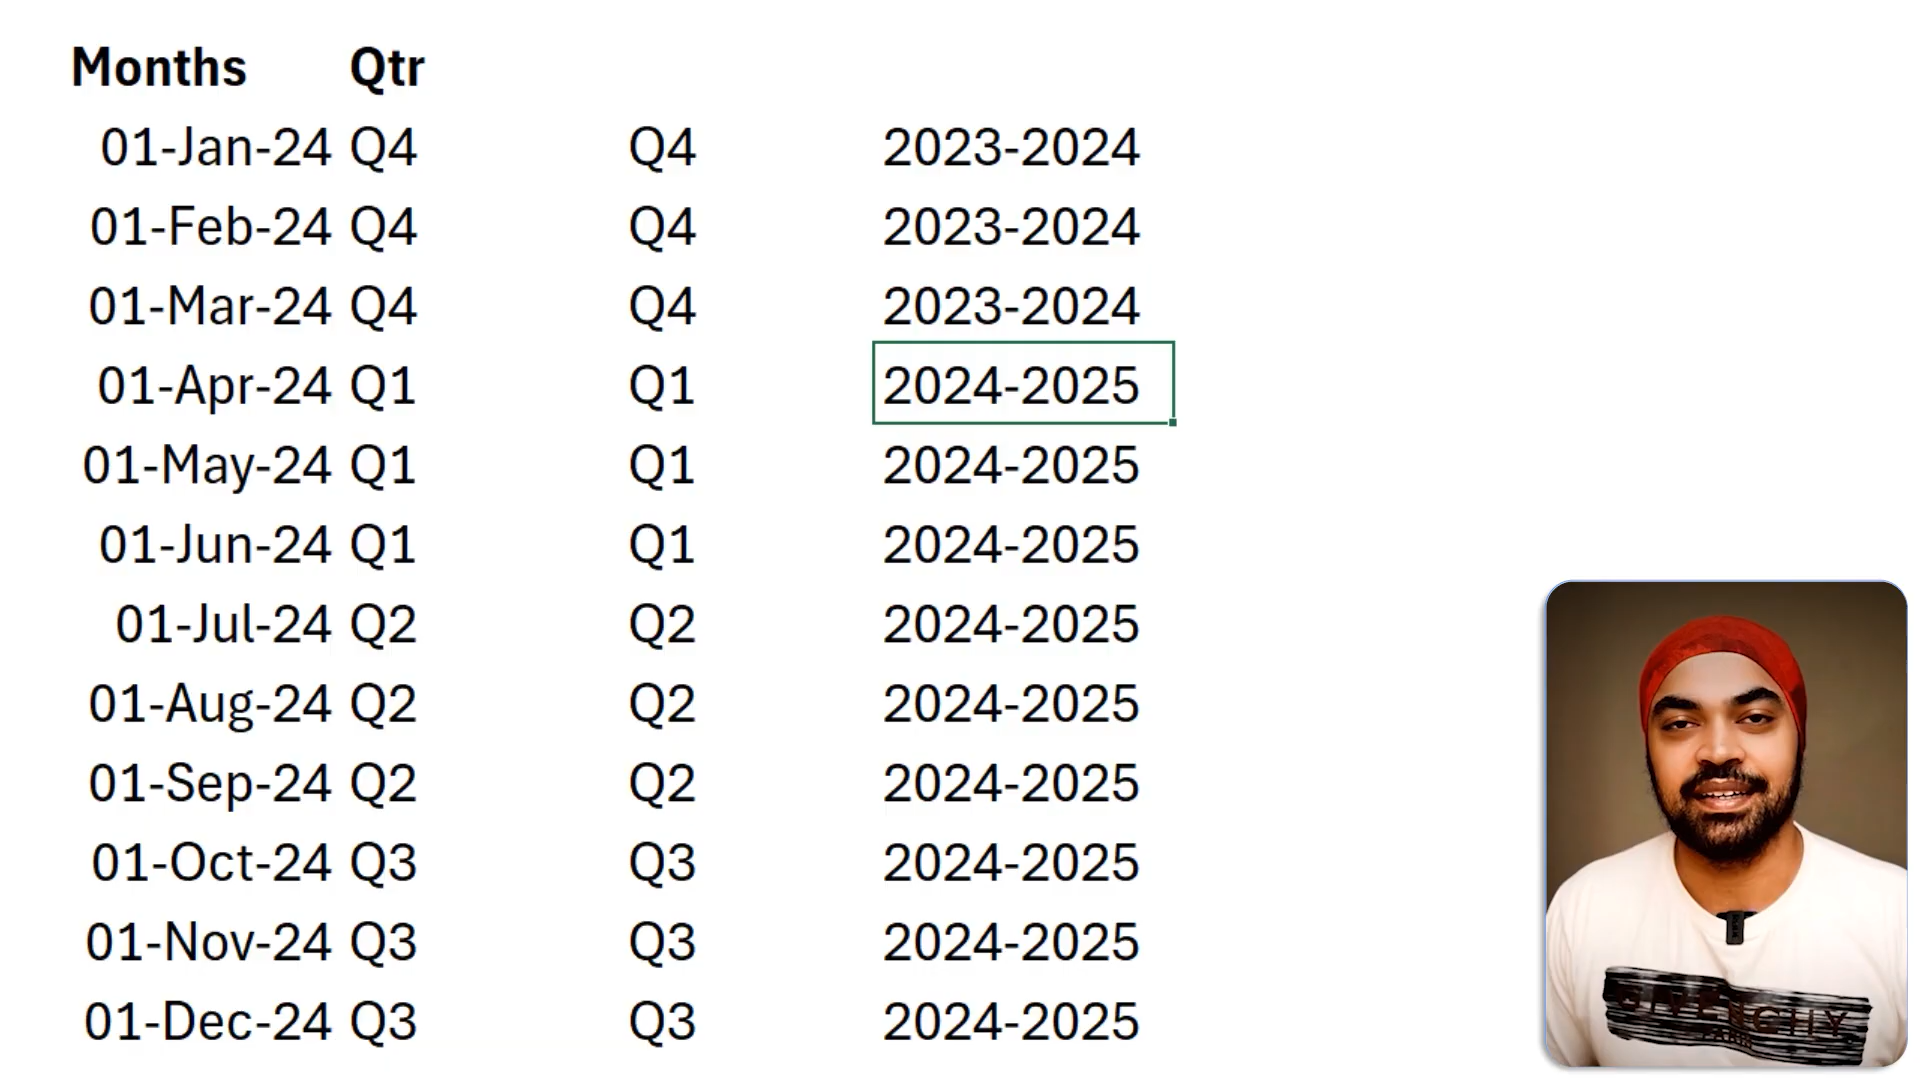 Months Qtr
01-Jan-24 Q4 Q4 2023-2024
01-Feb-24 Q4 Q4 2023-2024
01-Mar-24 Q4 Q4 2023-2024
01-Apr-24 Q1 Q1 2024-2025
01-May-24 Q1 Q1 2024-2025
01-Jun-24 Q1 Q1 2024-2025
01-Jul-24 Q2 Q2 2024-2025
01-Aug-24 Q2 Q2 2024-2025
01-Sep-24 Q2 Q2 2024-2025
01-Oct-24 Q3 Q3 2024-2025
01-Nov-24 Q3 Q3 2024-2025
01-Dec-24 Q3 Q3 2024-2025
GIVENCHY
PARIS